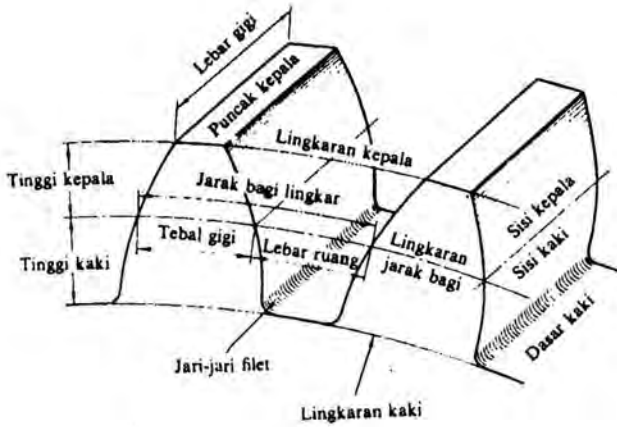 Lebar gigi
Puncak kepala
Lingkaran kepala
Tinggi kepala
Jarak bagi lingkar
Sisi kepala
Tebal gigi
Lebar ruang
Lingkaran
jarak bagi
Sisi kaki
Tinggi kaki
Dasar kaki
Jari-jari filet
Lingkaran kaki